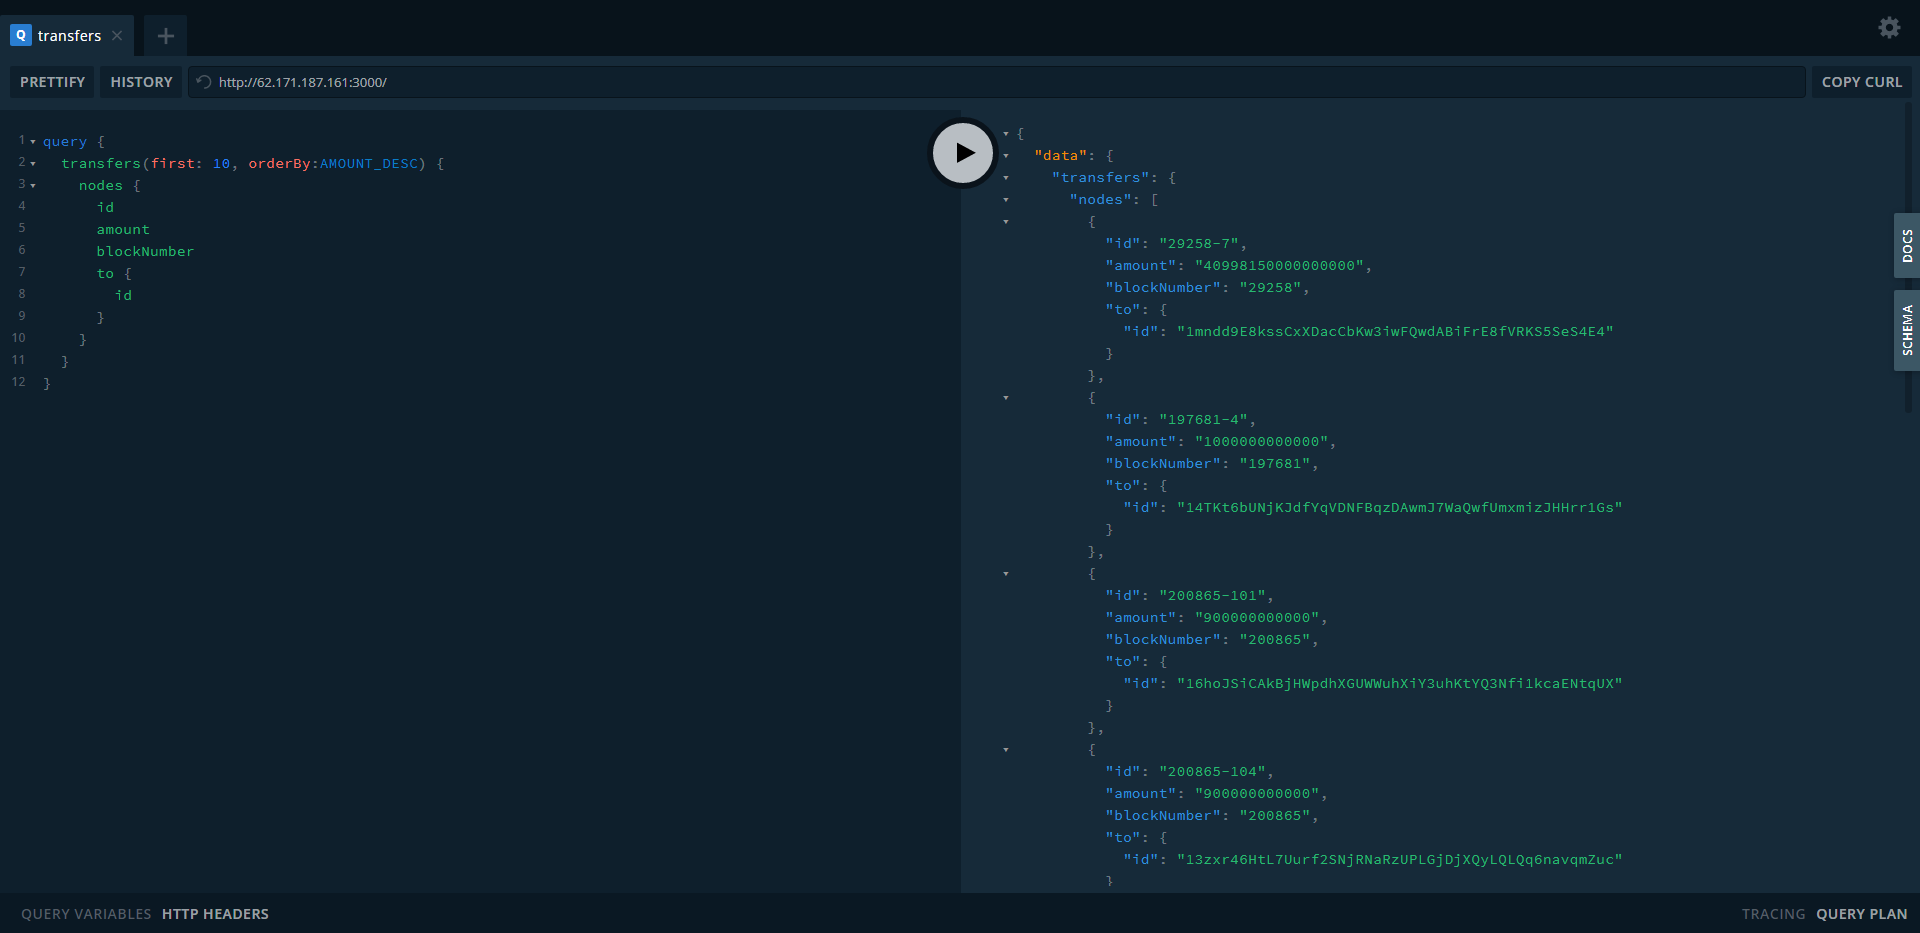 Q transfers
PRETTIFY HISTORY http://62.171.187.161:3000/ COPY CURL
1 query {
2 transfers(first: 10, orderBy:AMOUNT_DESC) {
3 nodes {
4 id
5 amount
6 blockNumber
7 to {
8 id
9 }
10 }
11 }
12 }
{
"data": {
"transfers": {
"nodes": [
{
"id": "29258-7",
"amount": "40998150000000000",
"blockNumber": "29258",
"to": {
"id": "1mndd9E8kssCxXDacCbKw3iwFQwdABiFrE8fVRKS5SeS4E4"
}
},
{
"id": "197681-4",
"amount": "1000000000000",
"blockNumber": "197681",
"to": {
"id": "14TKt6bUNjKJdfYqVDNFBqzDAwmJ7WaQwfUmxmizJHHrr1Gs"
}
},
{
"id": "200865-101",
"amount": "900000000000",
"blockNumber": "200865",
"to": {
"id": "16hoJSiCAkBjHWpdhXGUWWuhXiY3uhKtYQ3Nfi1kcaENtqUX"
}
},
{
"id": "200865-104",
"amount": "900000000000",
"blockNumber": "200865",
"to": {
"id": "13zxr46HtL7Uurf2SNjRNaRzUPLGjDjXQyLQLQq6navqmZuc"
}
DOCS
SCHEMA
QUERY VARIABLES HTTP HEADERS
TRACING QUERY PLAN